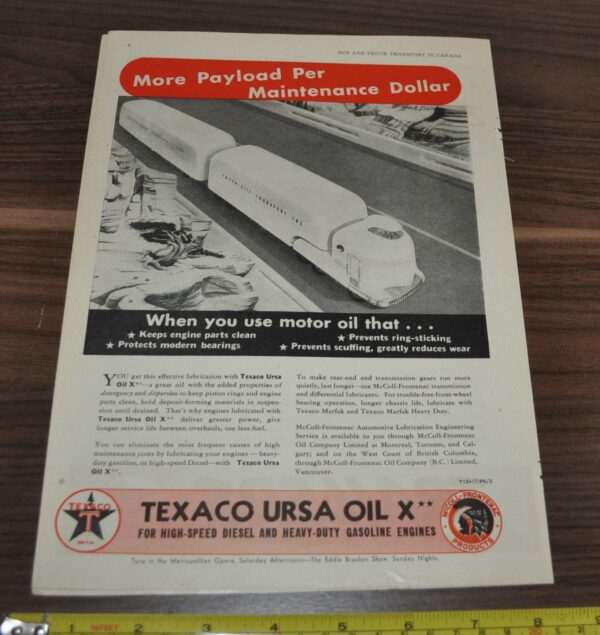 BUS AND TRUCK TRANSPORT IN CANADA
More Payload Per
Maintenance Dollar
When you use motor oil that . . .
★ Keeps engine parts clean
★ Prevents ring-sticking
★ Protects modern bearings
★ Prevents scuffing, greatly reduces wear
YOU get this effective lubrication with Texaco Ursa
Oil X**—a great oil with the added properties of
detergency and dispersion to keep piston rings and engine
parts clean, hold deposit-forming materials in suspen-
sion until drained. That's why engines lubricated with
Texaco Ursa Oil X** deliver greater power, give
longer service life between overhauls, use less fuel.
You can eliminate the most frequent causes of high
maintenance costs by lubricating your engines — heavy-
duty gasoline, or high-speed Diesel—with Texaco Ursa
Oil X**.
To make rear-end and transmission gears run more
quietly, last longer—use McColl-Frontenac transmission
and differential lubricants. For trouble-free front-wheel
bearing operation, longer chassis life, lubricate with
Texaco Marfak and Texaco Marfak Heavy Duty.
McColl-Frontenac Automotive Lubrication Engineering
Service is available to you through McColl-Frontenac
Oil Company Limited at Montreal, Toronto, and Cal-
gary; and on the West Coast of British Columbia,
through McColl-Frontenac Oil Company (B.C.) Limited,
Vancouver.
TEXACO
T
TEXACO URSA OIL X**
FOR HIGH-SPEED DIESEL AND HEAVY-DUTY GASOLINE ENGINES
McCOLL-FRONTENAC
PRODUCTS
Tune in the Metropolitan Opera, Saturday Afternoons—The Eddie Bracken Show, Sunday Nights.
1 2 3 4 5 6 7 8 9